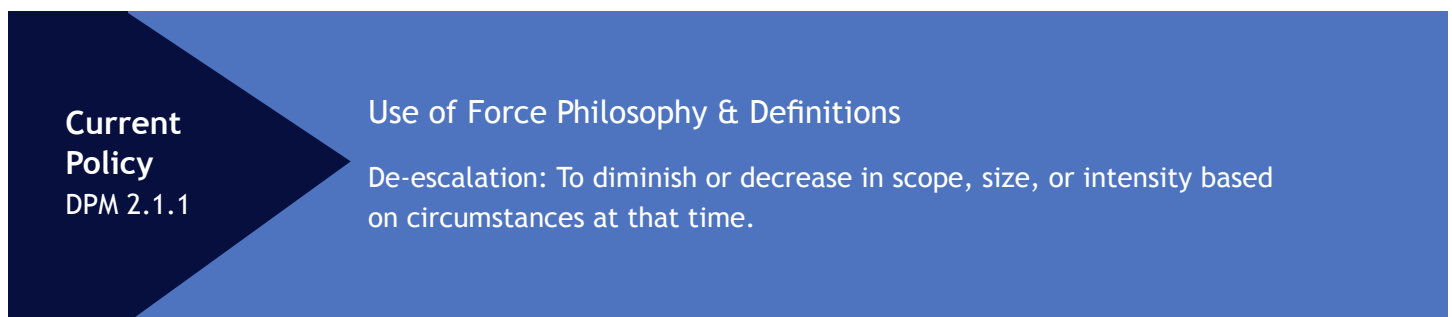 Current
Policy
DPM 2.1.1
Use of Force Philosophy & Definitions
De-escalation: To diminish or decrease in scope, size, or intensity based
on circumstances at that time.